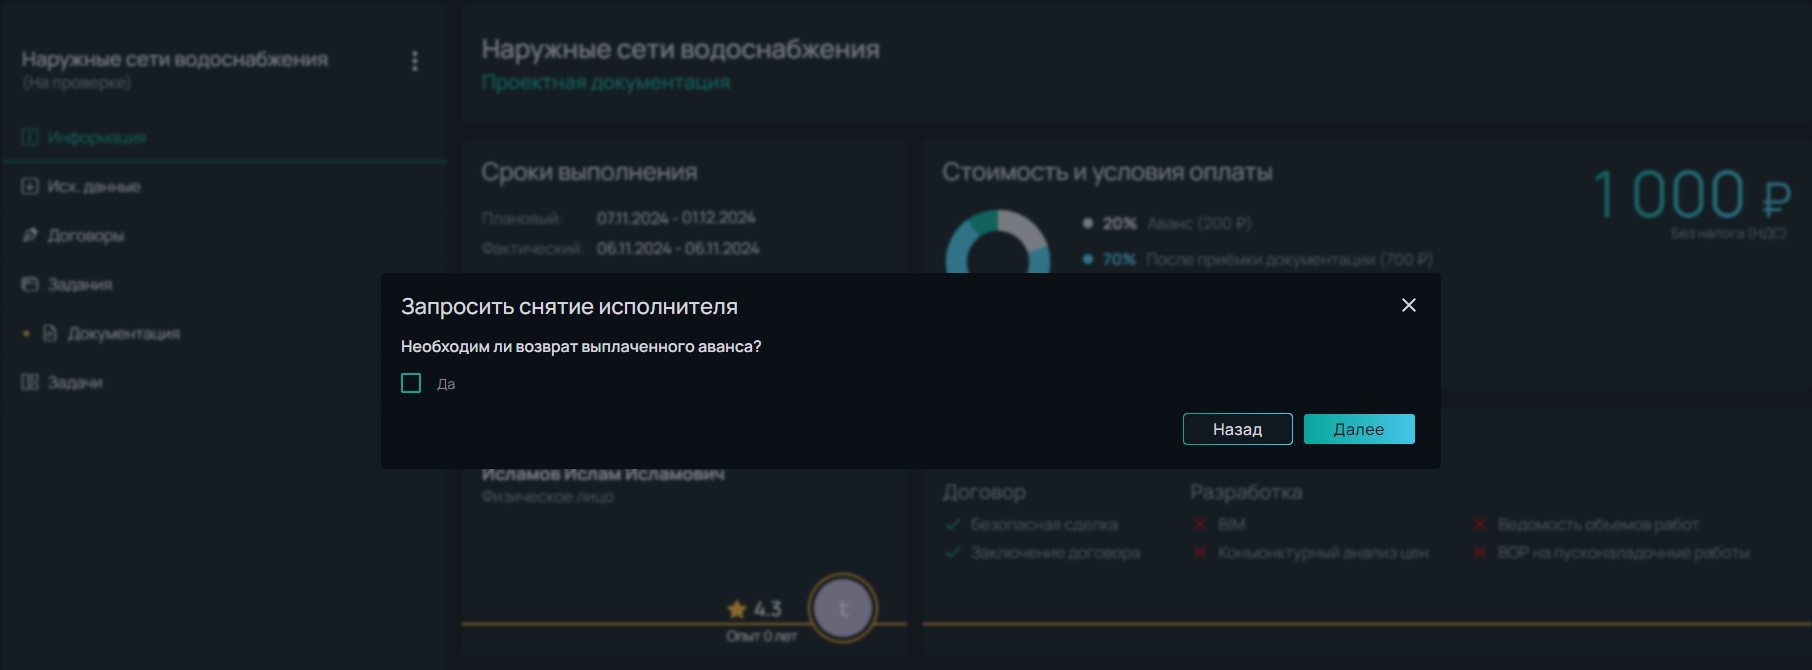 Наружные сети водоснабжения
(На проверке)
Информация
Исх. данные
Договоры
Задания
Документация
Задачи
Наружные сети водоснабжения
Проектная документация
Сроки выполнения
Плановый: 07.11.2024 - 01.12.2024
Фактический: 06.11.2024 - 06.11.2024
Стоимость и условия оплаты
1 000 ₽
Без налога (НДС)
20% Аванс (200 ₽)
70% После приёмки документации (700 ₽)
Запросить снятие исполнителя
Необходим ли возврат выплаченного аванса?
Да
Назад Далее
Исламов Ислам Исламович
Физическое лицо
4.3
Опыт 0 лет
t
Договор
Безопасная сделка
Заключение договора
Разработка
BIM
Конъюнктурный анализ цен
Ведомость объемов работ
ВОР на пусконаладочные работы